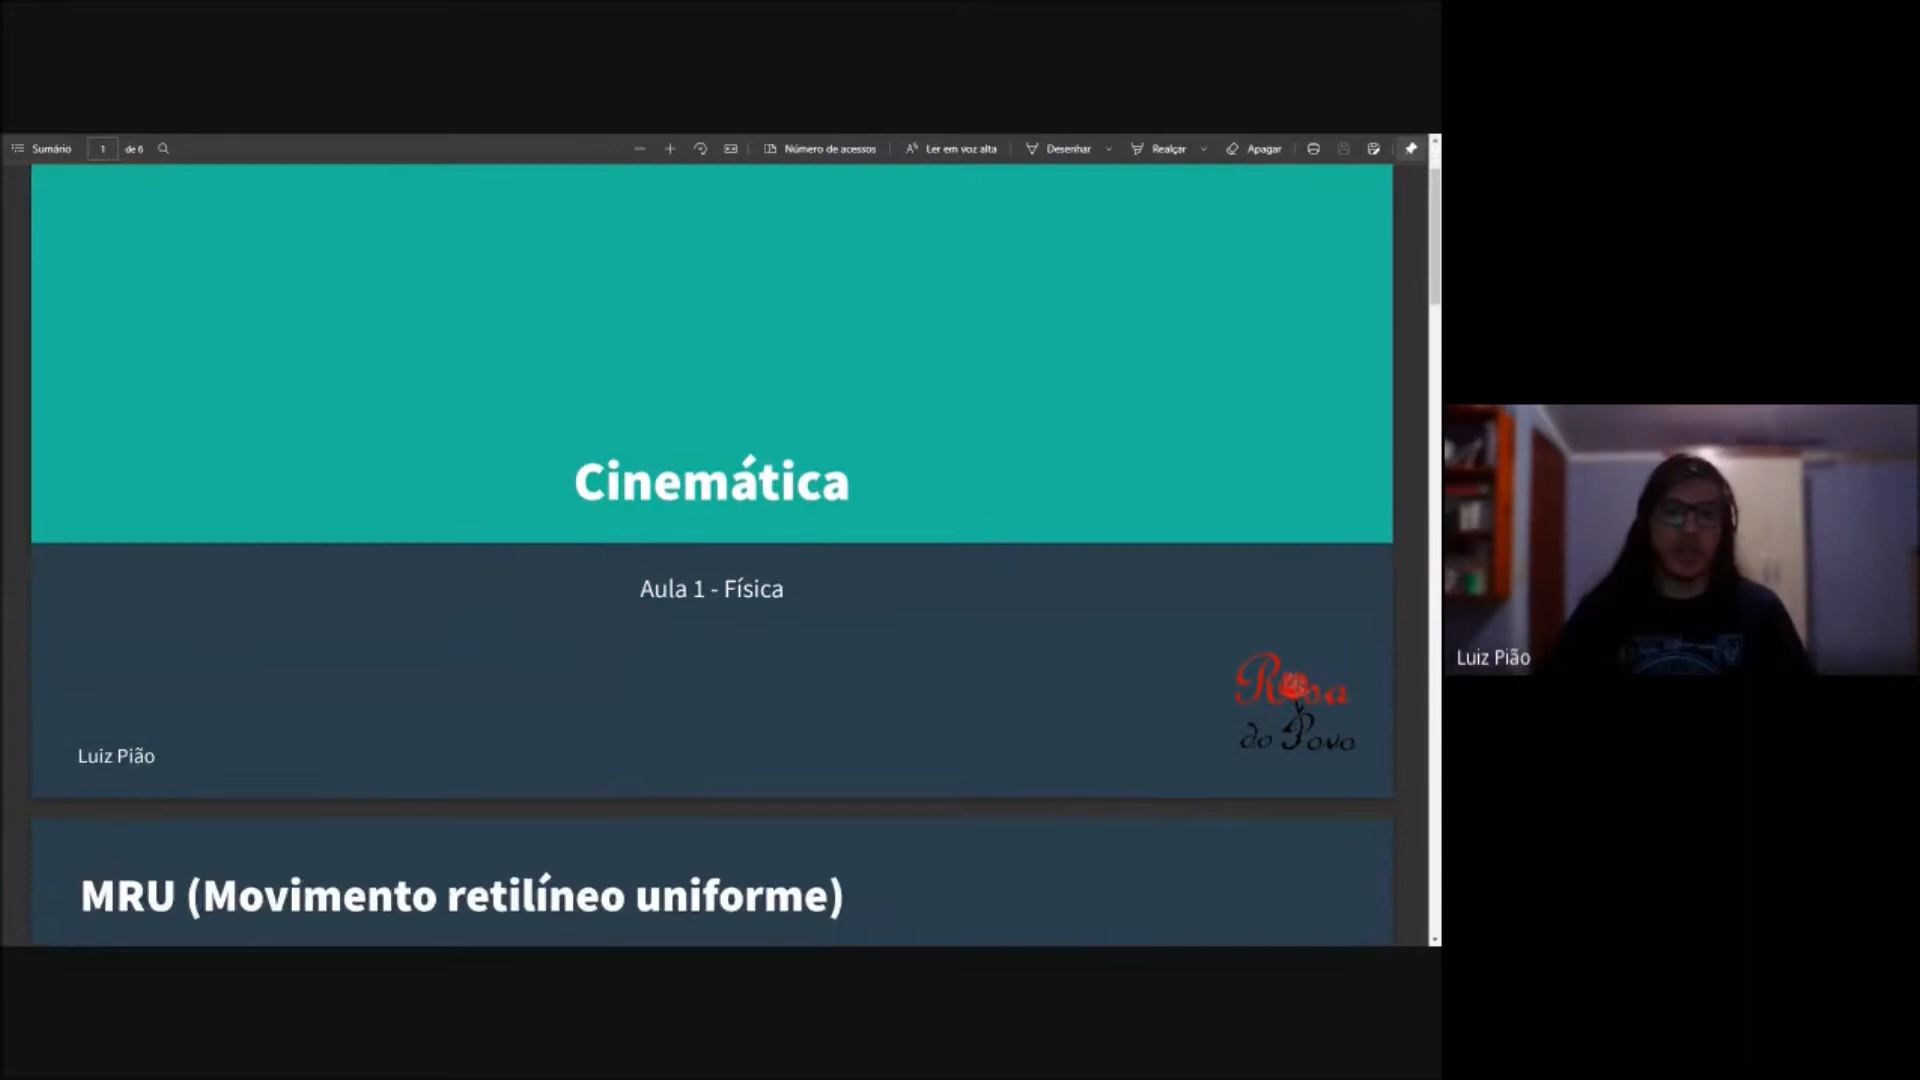 Sumário 1 de 6 Número de acessos Ler em voz alta Desenhar Realçar Apagar
Cinemática
Aula 1 - Física
Rosa
do Povo
Luiz Pião
MRU (Movimento retilíneo uniforme)
Luiz Pião